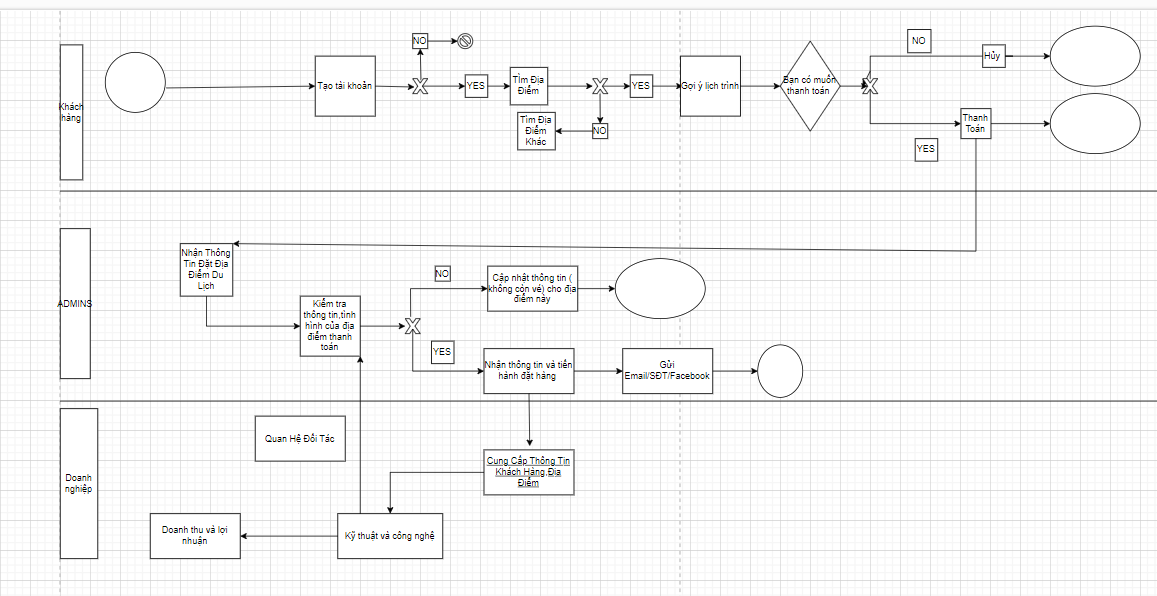 Khách
hàng
Tạo tài khoản
NO
YES
Tìm Địa
Điểm
Tìm Địa
Điểm
Khác
NO
YES
Gợi ý lịch trình
Bạn có muốn
thanh toán
NO
Hủy
YES
Thanh
Toán
ADMINS
Nhận Thông
Tin Đặt Địa
Điểm Du
Lịch
Kiểm tra
thông tin,tình
hình của địa
điểm thanh
toán
NO
Cập nhật thông tin (
không còn vé) cho địa
điểm này
YES
Nhận thông tin và tiến
hành đặt hàng
Gửi
Email/SĐT/Facebook
Doanh
nghiệp
Quan Hệ Đối Tác
Cung Cấp Thông Tin
Khách Hàng,Địa
Điểm
Doanh thu và lợi
nhuận
Kỹ thuật và công nghệ